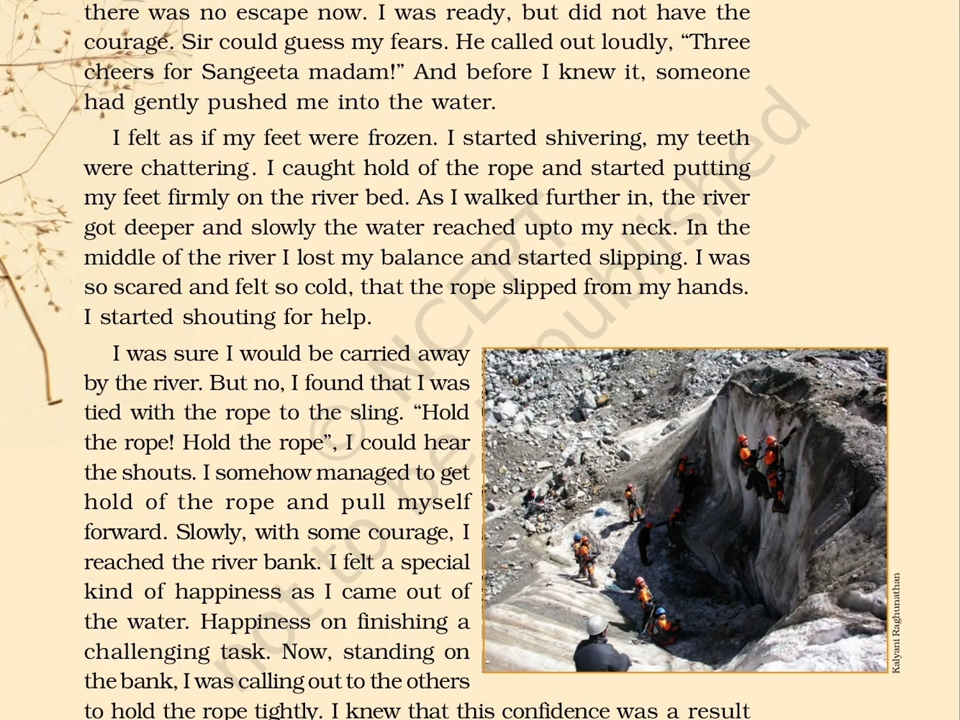 there was no escape now. I was ready, but did not have the
courage. Sir could guess my fears. He called out loudly, “Three
cheers for Sangeeta madam!” And before I knew it, someone
had gently pushed me into the water.
I felt as if my feet were frozen. I started shivering, my teeth
were chattering. I caught hold of the rope and started putting
my feet firmly on the river bed. As I walked further in, the river
got deeper and slowly the water reached upto my neck. In the
middle of the river I lost my balance and started slipping. I was
so scared and felt so cold, that the rope slipped from my hands.
I started shouting for help.
I was sure I would be carried away
by the river. But no, I found that I was
tied with the rope to the sling. “Hold
the rope! Hold the rope”, I could hear
the shouts. I somehow managed to get
hold of the rope and pull myself
forward. Slowly, with some courage, I
reached the river bank. I felt a special
kind of happiness as I came out of
the water. Happiness on finishing a
challenging task. Now, standing on
the bank, I was calling out to the others
to hold the rope tightly. I knew that this confidence was a result
Kalyani Raghunathan
© NCERT
not to be republished